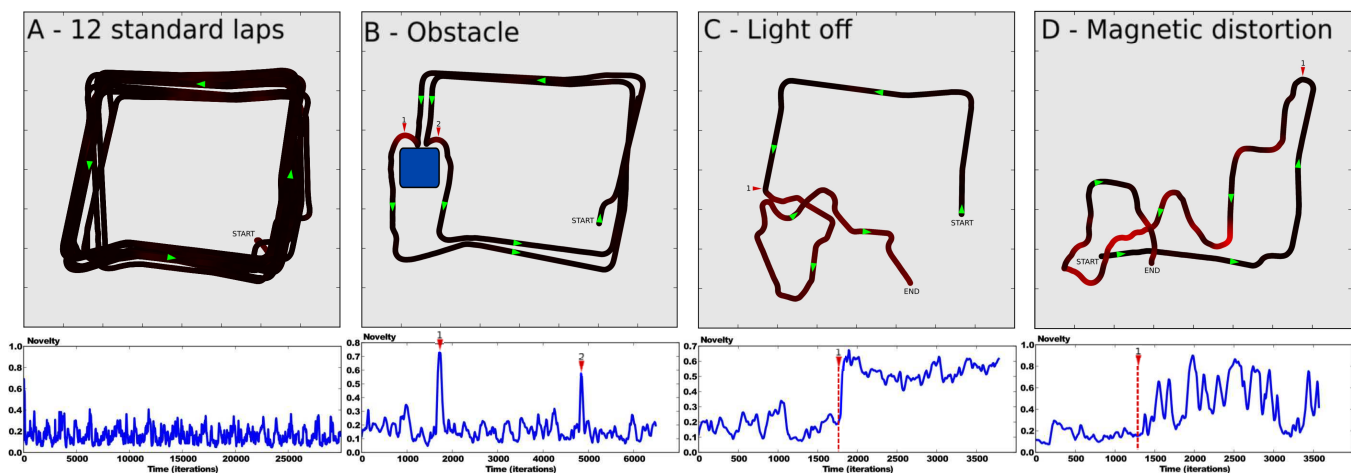 A - 12 standard laps
START
B - Obstacle
1
2
START
C - Light off
1
START
END
D - Magnetic distortion
1
START
END
Novelty
1.0
0.8
0.6
0.4
0.2
0.0
0 5000 10000 15000 20000 25000
Time (iterations)
Novelty
0.8
0.7
0.6
0.5
0.4
0.3
0.2
0.1
0.0
1
2
0 1000 2000 3000 4000 5000 6000
Time (iterations)
Novelty
0.7
0.6
0.5
0.4
0.3
0.2
0.1
0.0
1
0 500 1000 1500 2000 2500 3000 3500
Time (iterations)
Novelty
1.0
0.8
0.6
0.4
0.2
0.0
1
0 500 1000 1500 2000 2500 3000 3500
Time (iterations)